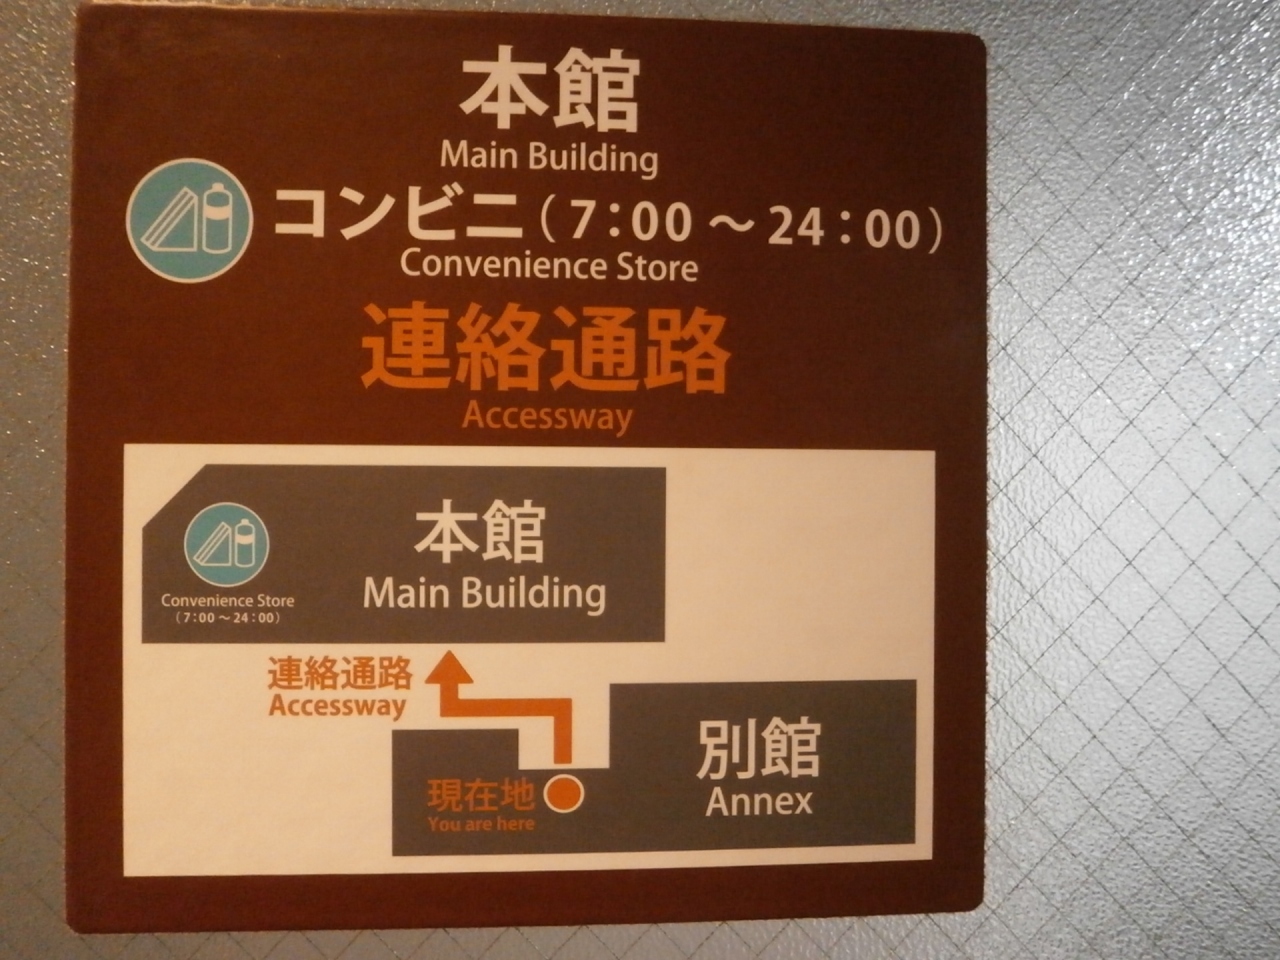 本館
Main Building
コンビニ(7:00～24:00)
Convenience Store
連絡通路
Accessway
本館
Main Building
Convenience Store
(7:00～24:00)
連絡通路
Accessway
別館
Annex
現在地
You are here